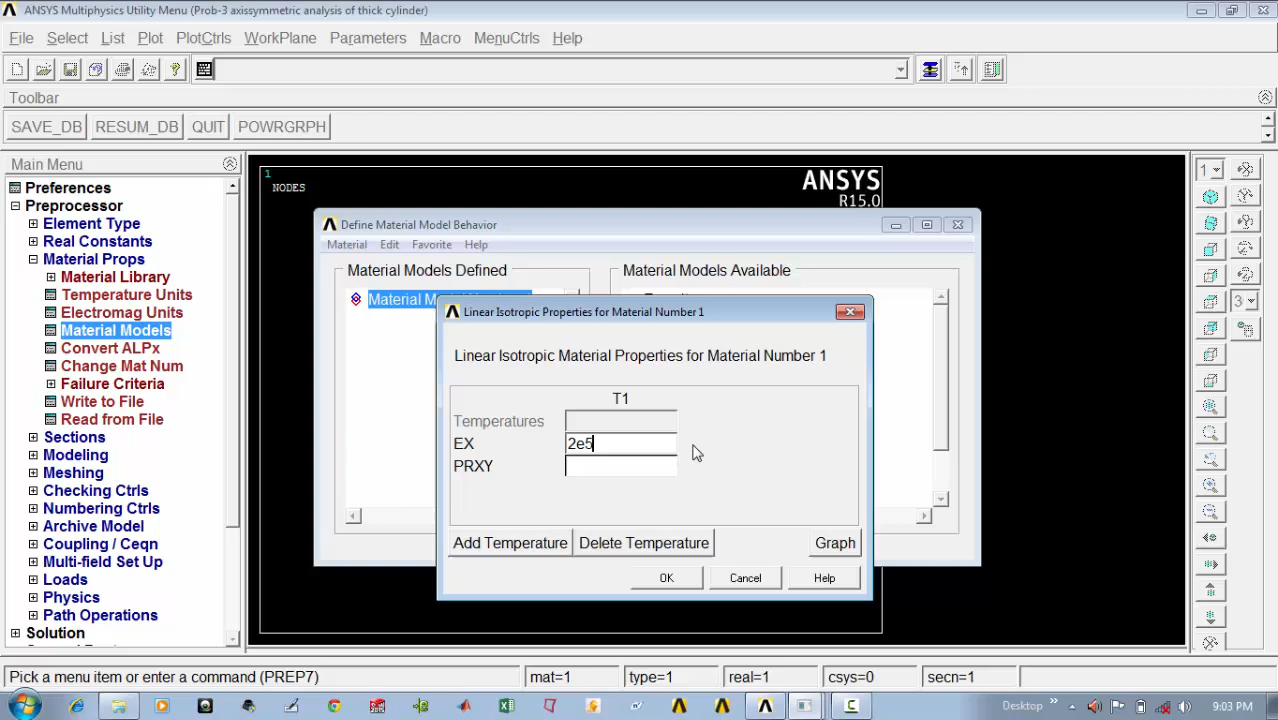 ANSYS Multiphysics Utility Menu (Prob-3 axissymmetric analysis of thick cylinder)
File Select List Plot PlotCtrls WorkPlane Parameters Macro MenuCtrls Help
Toolbar
SAVE_DB RESUM_DB QUIT POWRGRPH
Main Menu
Preferences
Preprocessor
Element Type
Real Constants
Material Props
Material Library
Temperature Units
Electromag Units
Material Models
Convert ALPx
Change Mat Num
Failure Criteria
Write to File
Read from File
Sections
Modeling
Meshing
Checking Ctrls
Numbering Ctrls
Archive Model
Coupling / Ceqn
Multi-field Set Up
Loads
Physics
Path Operations
Solution
1
NODES
ANSYS
R15.0
Define Material Model Behavior
Material Edit Favorite Help
Material Models Defined
Material Models Available
Linear Isotropic Properties for Material Number 1
Linear Isotropic Material Properties for Material Number 1
T1
Temperatures
EX 2e5
PRXY
Add Temperature Delete Temperature Graph
OK Cancel Help
1
3
Pick a menu item or enter a command (PREP7) mat=1 type=1 real=1 csys=0 secn=1
Desktop 9:03 PM